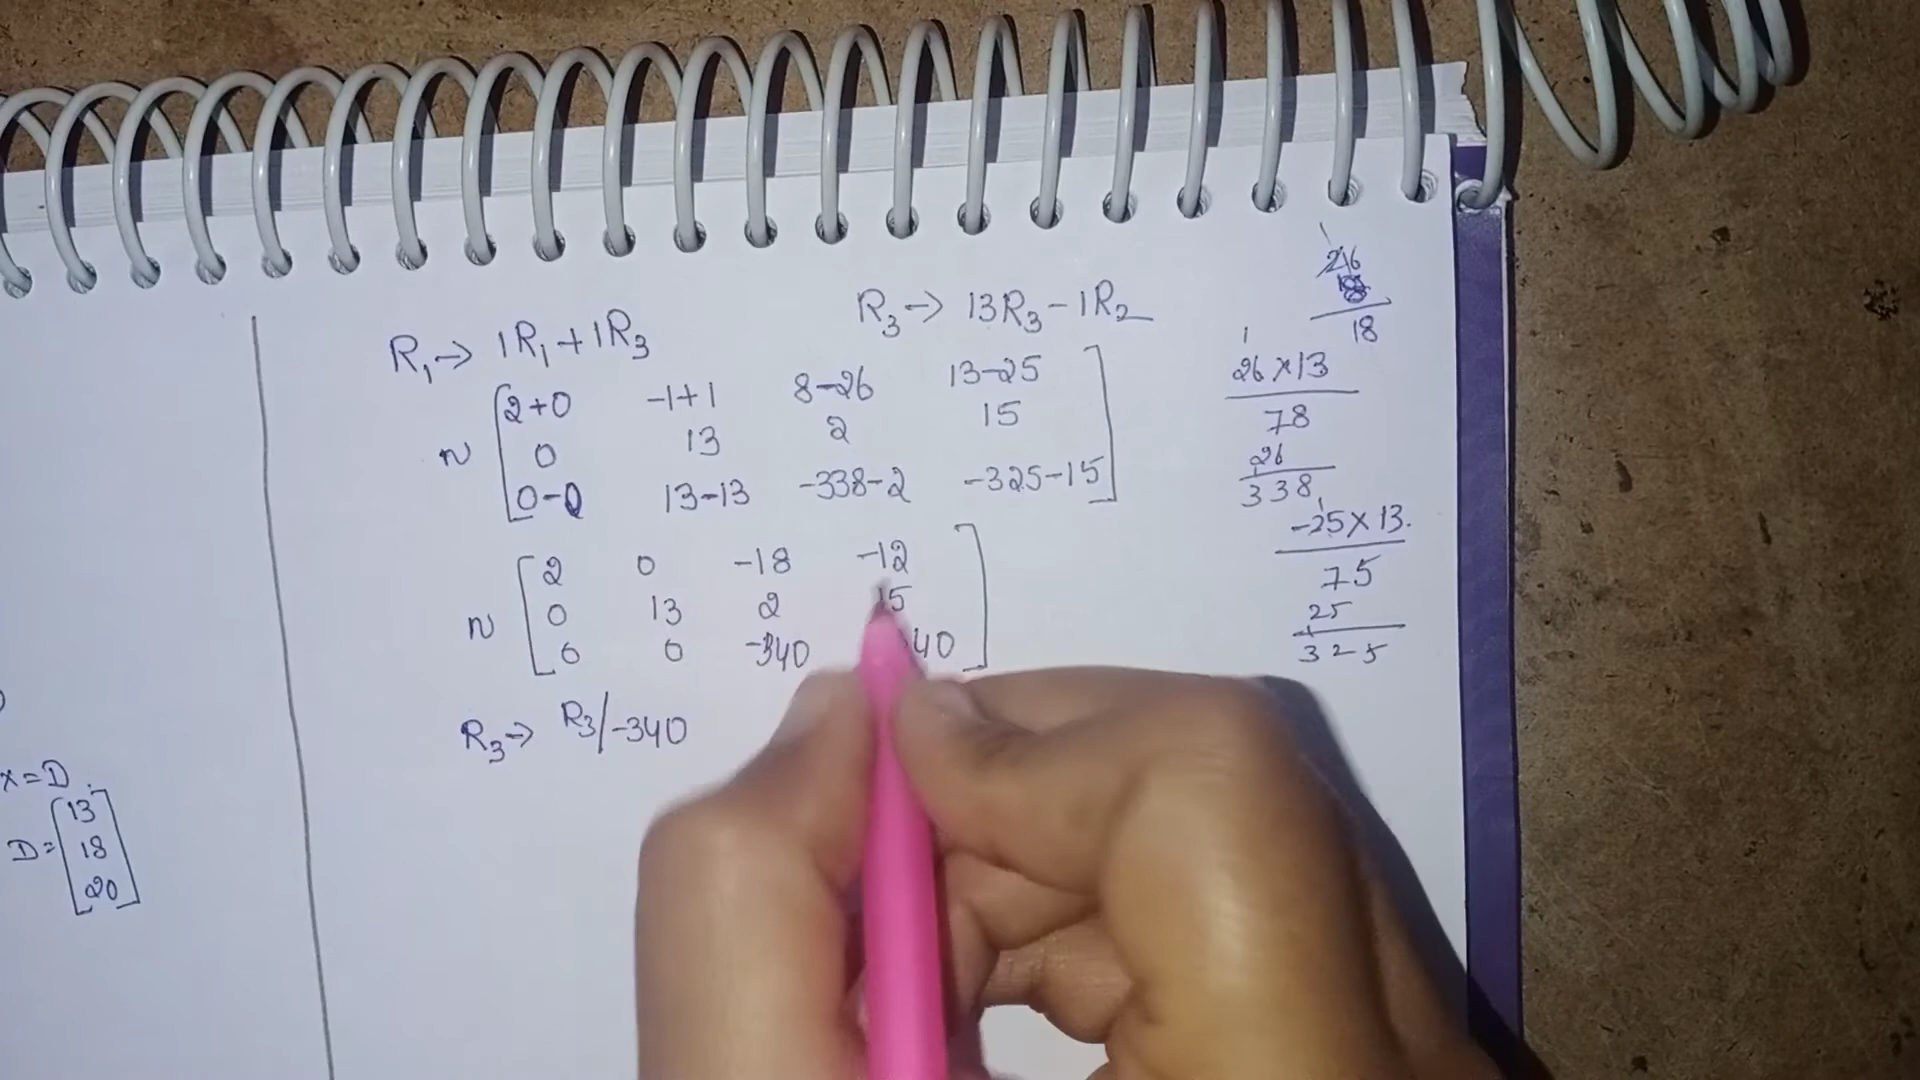 x=D.
D=[13
18
20]
R₁→ 1R₁+1R₃
R₃→ 13R₃-1R₂
~ [2+0 -1+1 8-26 13-25
0 13 2 15
0-0 13-13 -338-2 -325-15]
~ [2 0 -18 -12
0 13 2 15
0 0 -340 40]
R₃→ R₃/-340
18
1
26×13
78
26
338
-25×13.
75
25
325